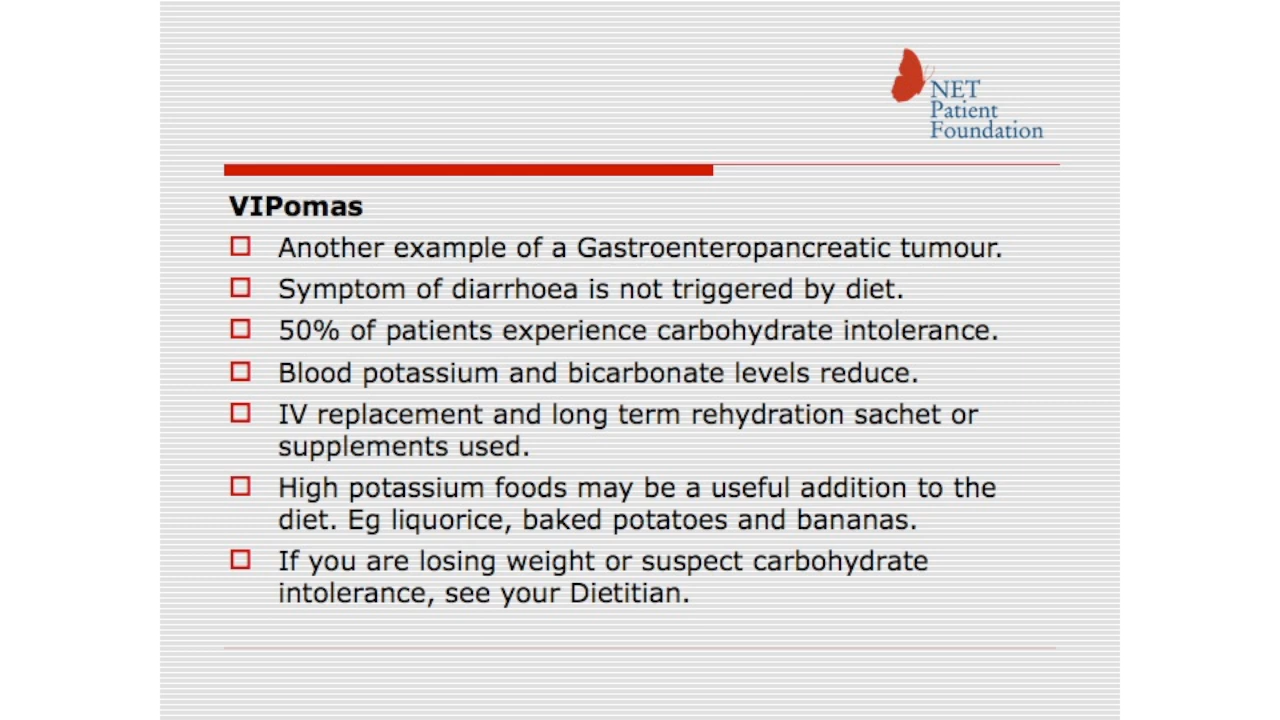 NET
Patient
Foundation
VIPomas
Another example of a Gastroenteropancreatic tumour.
Symptom of diarrhoea is not triggered by diet.
50% of patients experience carbohydrate intolerance.
Blood potassium and bicarbonate levels reduce.
IV replacement and long term rehydration sachet or
supplements used.
High potassium foods may be a useful addition to the
diet. Eg liquorice, baked potatoes and bananas.
If you are losing weight or suspect carbohydrate
intolerance, see your Dietitian.